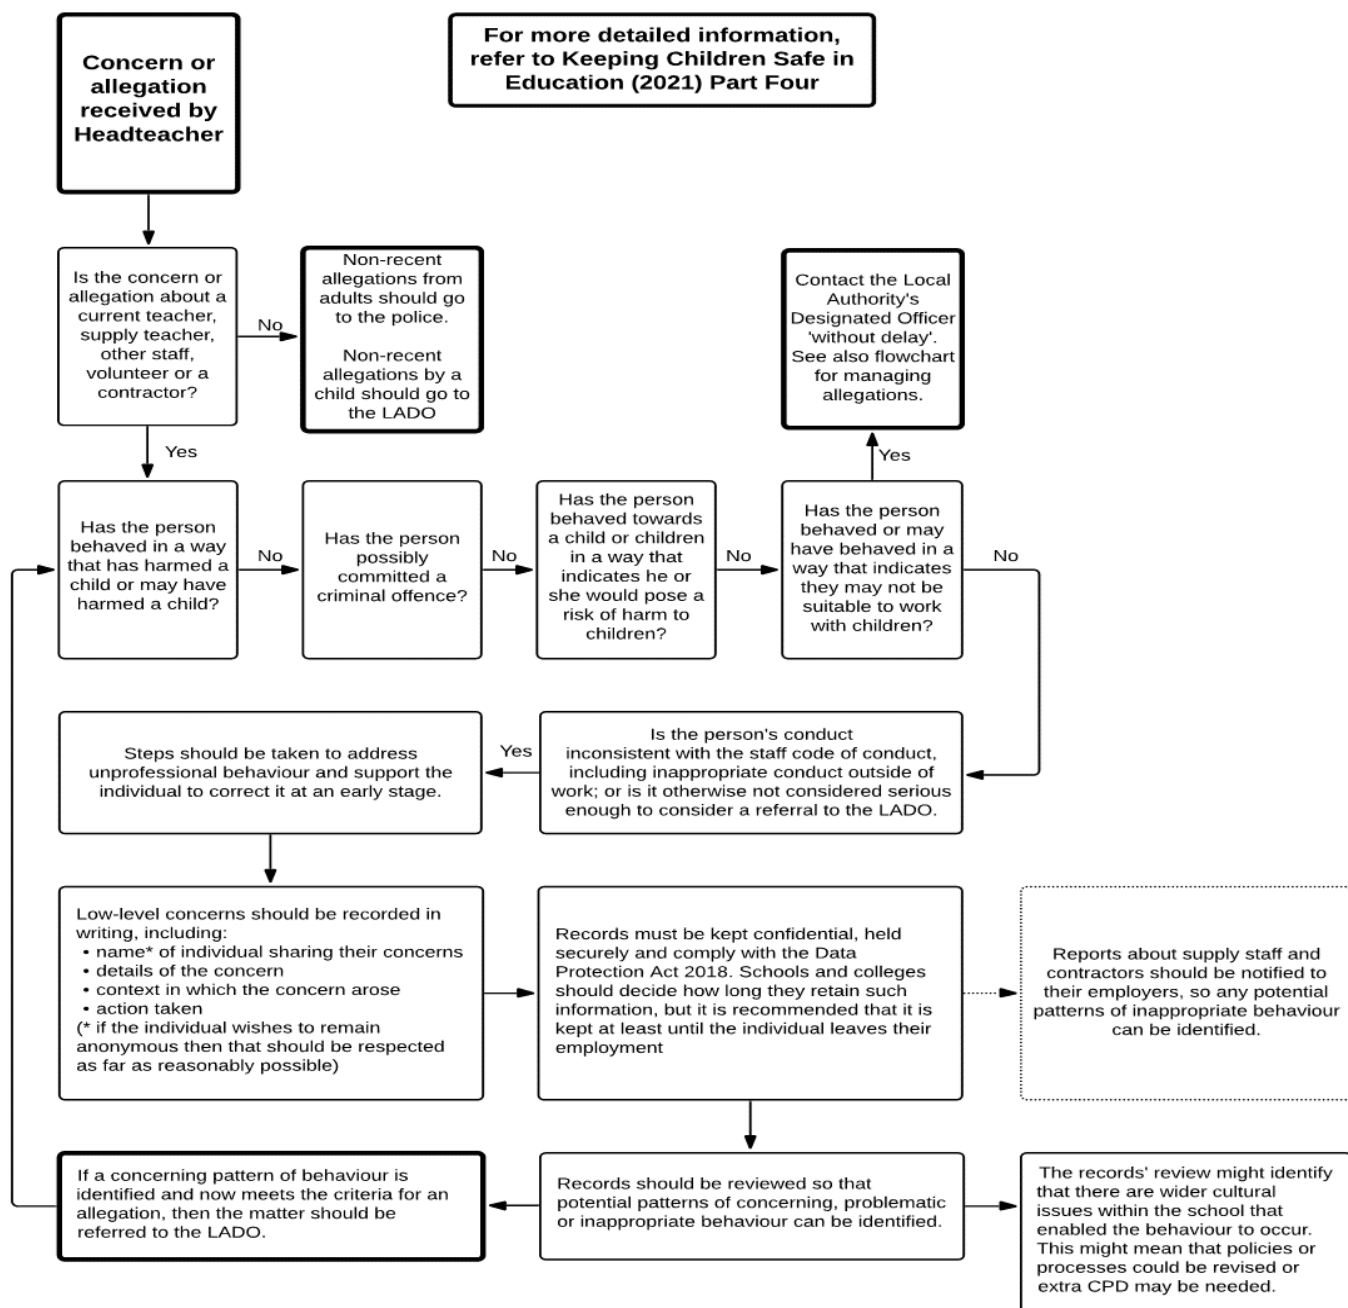 Concern or
allegation
received by
Headteacher
For more detailed information,
refer to Keeping Children Safe in
Education (2021) Part Four
Is the concern or
allegation about a
current teacher,
supply teacher,
other staff,
volunteer or a
contractor?
No
Non-recent
allegations from
adults should go
to the police.
Non-recent
allegations by a
child should go to
the LADO
Contact the Local
Authority's
Designated Officer
'without delay'.
See also flowchart
for managing
allegations.
Yes
Yes
Has the person
behaved in a way
that has harmed a
child or may have
harmed a child?
No
Has the person
possibly
committed a
criminal offence?
No
Has the person
behaved towards
a child or children
in a way that
indicates he or
she would pose a
risk of harm to
children?
No
Has the person
behaved or may
have behaved in a
way that indicates
they may not be
suitable to work
with children?
No
Is the person's conduct
inconsistent with the staff code of conduct,
including inappropriate conduct outside of
work; or is it otherwise not considered serious
enough to consider a referral to the LADO.
Yes
Steps should be taken to address
unprofessional behaviour and support the
individual to correct it at an early stage.
Low-level concerns should be recorded in
writing, including:
• name* of individual sharing their concerns
• details of the concern
• context in which the concern arose
• action taken
(* if the individual wishes to remain
anonymous then that should be respected
as far as reasonably possible)
Records must be kept confidential, held
securely and comply with the Data
Protection Act 2018. Schools and colleges
should decide how long they retain such
information, but it is recommended that it is
kept at least until the individual leaves their
employment
Reports about supply staff and
contractors should be notified to
their employers, so any potential
patterns of inappropriate behaviour
can be identified.
If a concerning pattern of behaviour is
identified and now meets the criteria for an
allegation, then the matter should be
referred to the LADO.
Records should be reviewed so that
potential patterns of concerning, problematic
or inappropriate behaviour can be identified.
The records' review might identify
that there are wider cultural
issues within the school that
enabled the behaviour to occur.
This might mean that policies or
processes could be revised or
extra CPD may be needed.